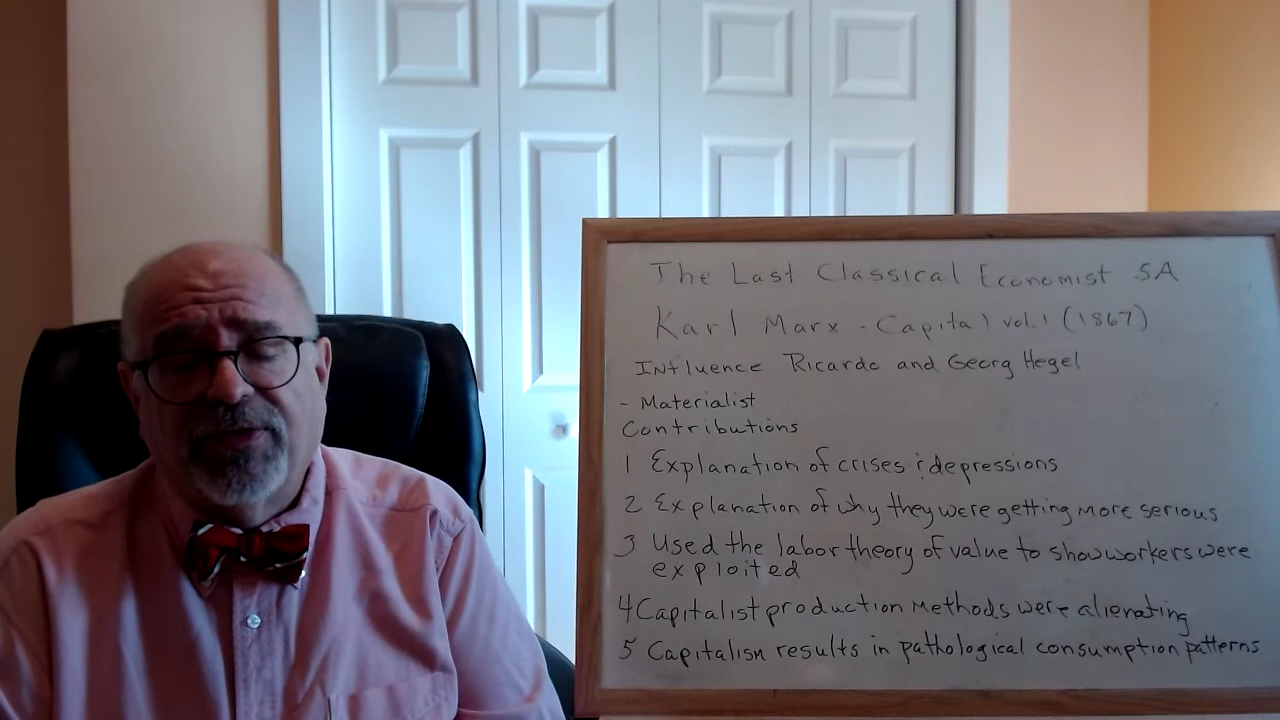 The Last Classical Economist 5A
Karl Marx - Capital vol. 1 (1867)
Influence Ricardo and Georg Hegel
- Materialist
Contributions
1 Explanation of crises & depressions
2 Explanation of why they were getting more serious
3 Used the labor theory of value to show workers were
exploited
4 Capitalist production methods were alienating
5 Capitalism results in pathological consumption patterns